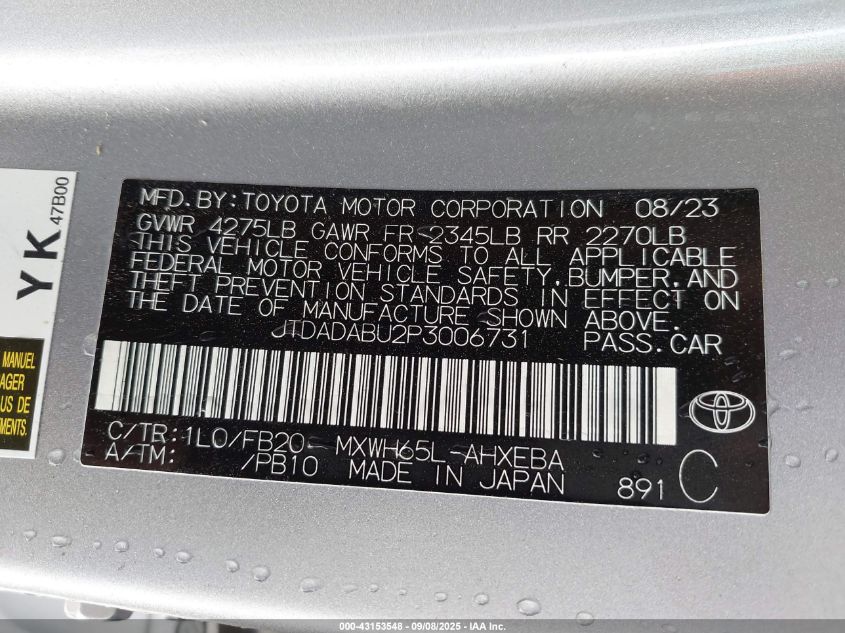 MFD. BY: TOYOTA MOTOR CORPORATION 08/23
GVWR 4275LB GAWR FR 2345LB RR 2270LB
THIS VEHICLE CONFORMS TO ALL APPLICABLE
FEDERAL MOTOR VEHICLE SAFETY, BUMPER, AND
THEFT PREVENTION STANDARDS IN EFFECT ON
THE DATE OF MANUFACTURE SHOWN ABOVE.
JTDADABU2P3006731 PASS. CAR
C/TR: 1L0/FB20 MXWH65L-AHXEBA
A/TM: /PB10 MADE IN JAPAN
891 C
YK
47B00
MANUEL
AGER
US DE
EMENTS.
000-43153548 - 09/08/2025 - IAA Inc.